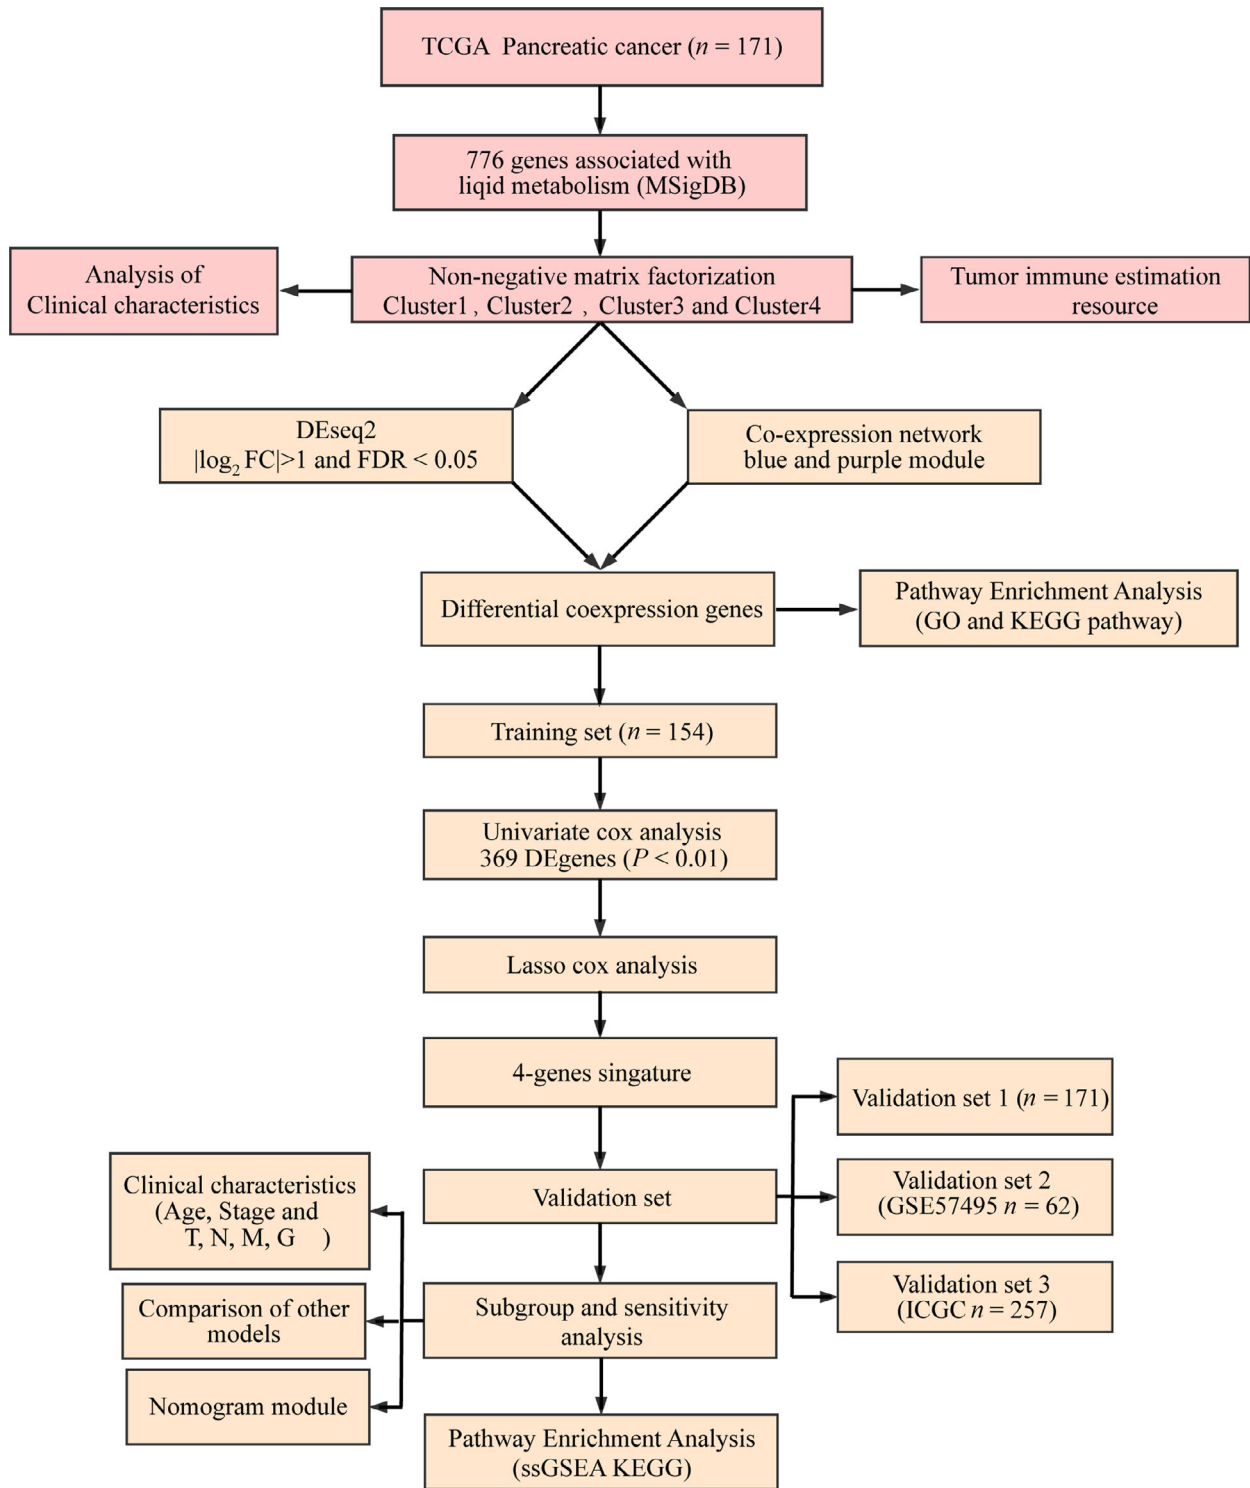 TCGA Pancreatic cancer (n = 171)
776 genes associated with
liqid metabolism (MSigDB)
Analysis of
Clinical characteristics
Non-negative matrix factorization
Cluster1 , Cluster2 , Cluster3 and Cluster4
Tumor immune estimation
resource
DEseq2
|log₂ FC|>1 and FDR < 0.05
Co-expression network
blue and purple module
Differential coexpression genes
Pathway Enrichment Analysis
(GO and KEGG pathway)
Training set (n = 154)
Univariate cox analysis
369 DEgenes (P < 0.01)
Lasso cox analysis
4-genes singature
Validation set 1 (n = 171)
Validation set
Validation set 2
(GSE57495 n = 62)
Validation set 3
(ICGC n = 257)
Clinical characteristics
(Age, Stage and
T, N, M, G )
Subgroup and sensitivity
analysis
Comparison of other
models
Nomogram module
Pathway Enrichment Analysis
(ssGSEA KEGG)